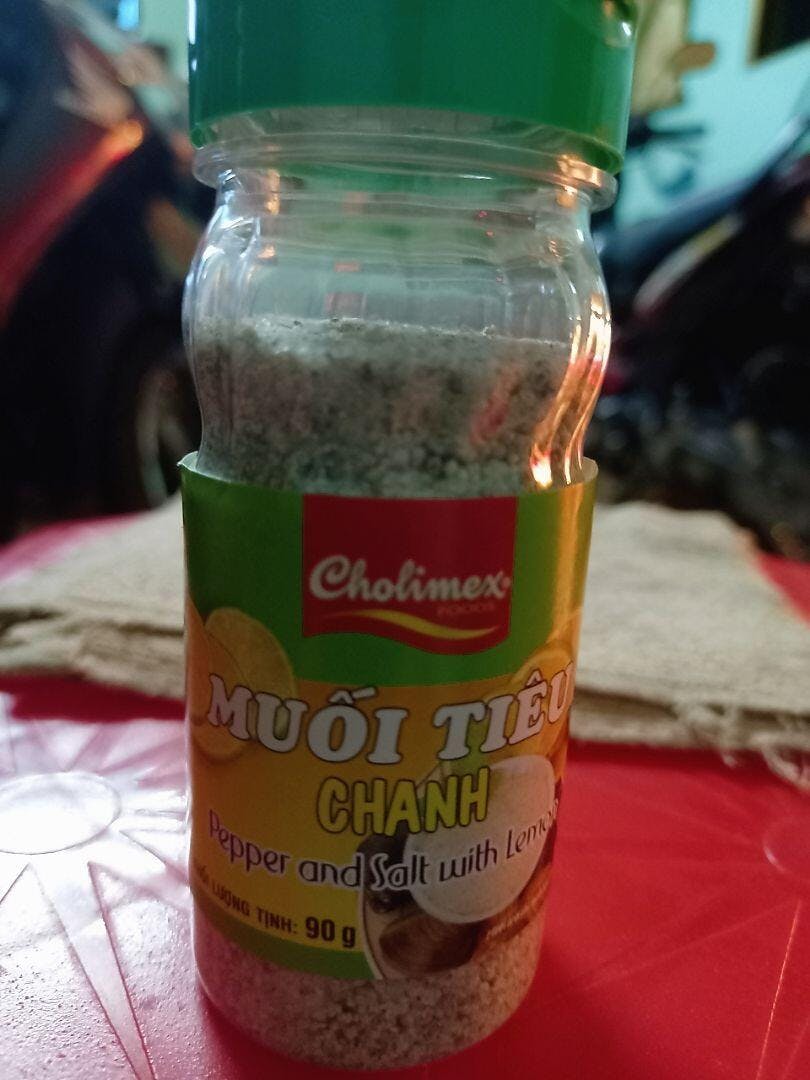 Cholimex
FOODS
MUỐI TIÊU
CHANH
Pepper and Salt with Lemon
LƯỢNG TỊNH: 90 g